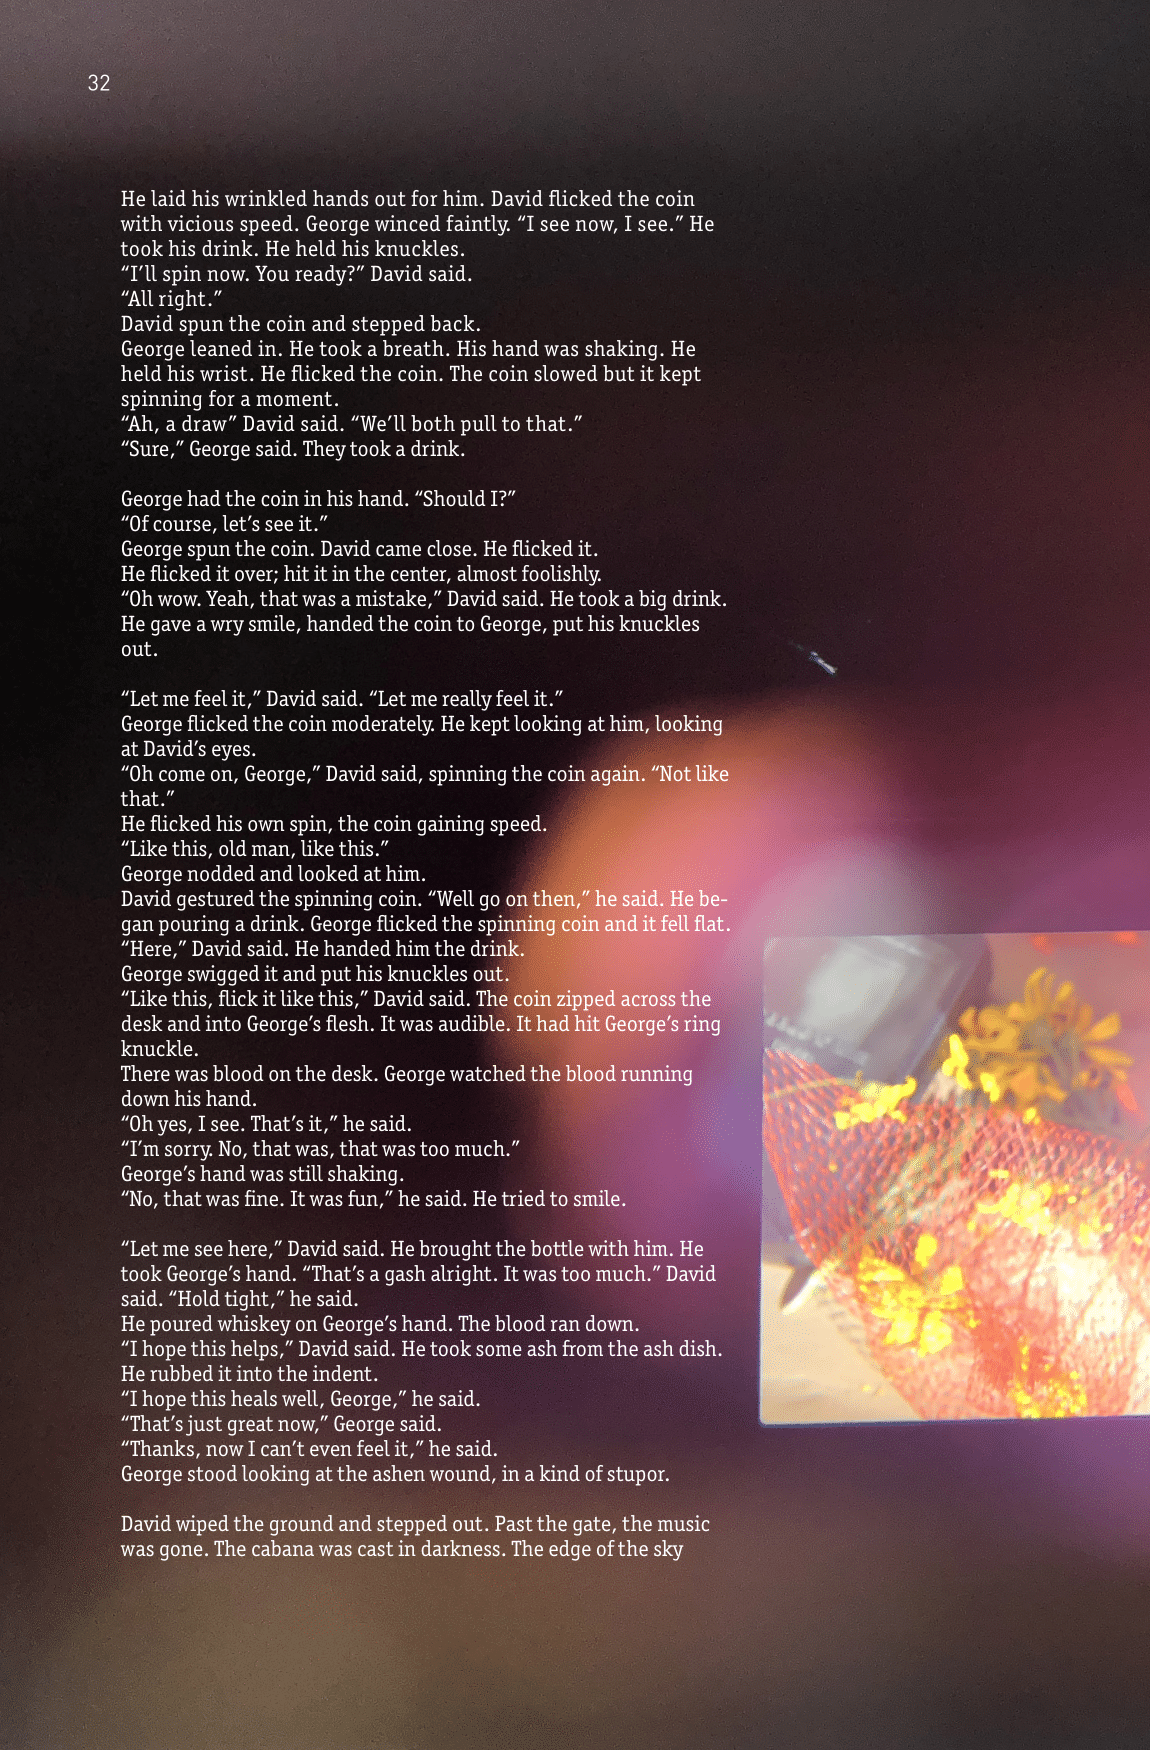 32
He laid his wrinkled hands out for him. David flicked the coin
with vicious speed. George winced faintly. “I see now, I see.” He
took his drink. He held his knuckles.
“I’ll spin now. You ready?” David said.
“All right.”
David spun the coin and stepped back.
George leaned in. He took a breath. His hand was shaking. He
held his wrist. He flicked the coin. The coin slowed but it kept
spinning for a moment.
“Ah, a draw” David said. “We’ll both pull to that.”
“Sure,” George said. They took a drink.
George had the coin in his hand. “Should I?”
“Of course, let’s see it.”
George spun the coin. David came close. He flicked it.
He flicked it over; hit it in the center, almost foolishly.
“Oh wow. Yeah, that was a mistake,” David said. He took a big drink.
He gave a wry smile, handed the coin to George, put his knuckles
out.
“Let me feel it,” David said. “Let me really feel it.”
George flicked the coin moderately. He kept looking at him, looking
at David’s eyes.
“Oh come on, George,” David said, spinning the coin again. “Not like
that.”
He flicked his own spin, the coin gaining speed.
“Like this, old man, like this.”
George nodded and looked at him.
David gestured the spinning coin. “Well go on then,” he said. He be-
gan pouring a drink. George flicked the spinning coin and it fell flat.
“Here,” David said. He handed him the drink.
George swigged it and put his knuckles out.
“Like this, flick it like this,” David said. The coin zipped across the
desk and into George’s flesh. It was audible. It had hit George’s ring
knuckle.
There was blood on the desk. George watched the blood running
down his hand.
“Oh yes, I see. That’s it,” he said.
“I’m sorry. No, that was, that was too much.”
George’s hand was still shaking.
“No, that was fine. It was fun,” he said. He tried to smile.
“Let me see here,” David said. He brought the bottle with him. He
took George’s hand. “That’s a gash alright. It was too much.” David
said. “Hold tight,” he said.
He poured whiskey on George’s hand. The blood ran down.
“I hope this helps,” David said. He took some ash from the ash dish.
He rubbed it into the indent.
“I hope this heals well, George,” he said.
“That’s just great now,” George said.
“Thanks, now I can’t even feel it,” he said.
George stood looking at the ashen wound, in a kind of stupor.
David wiped the ground and stepped out. Past the gate, the music
was gone. The cabana was cast in darkness. The edge of the sky